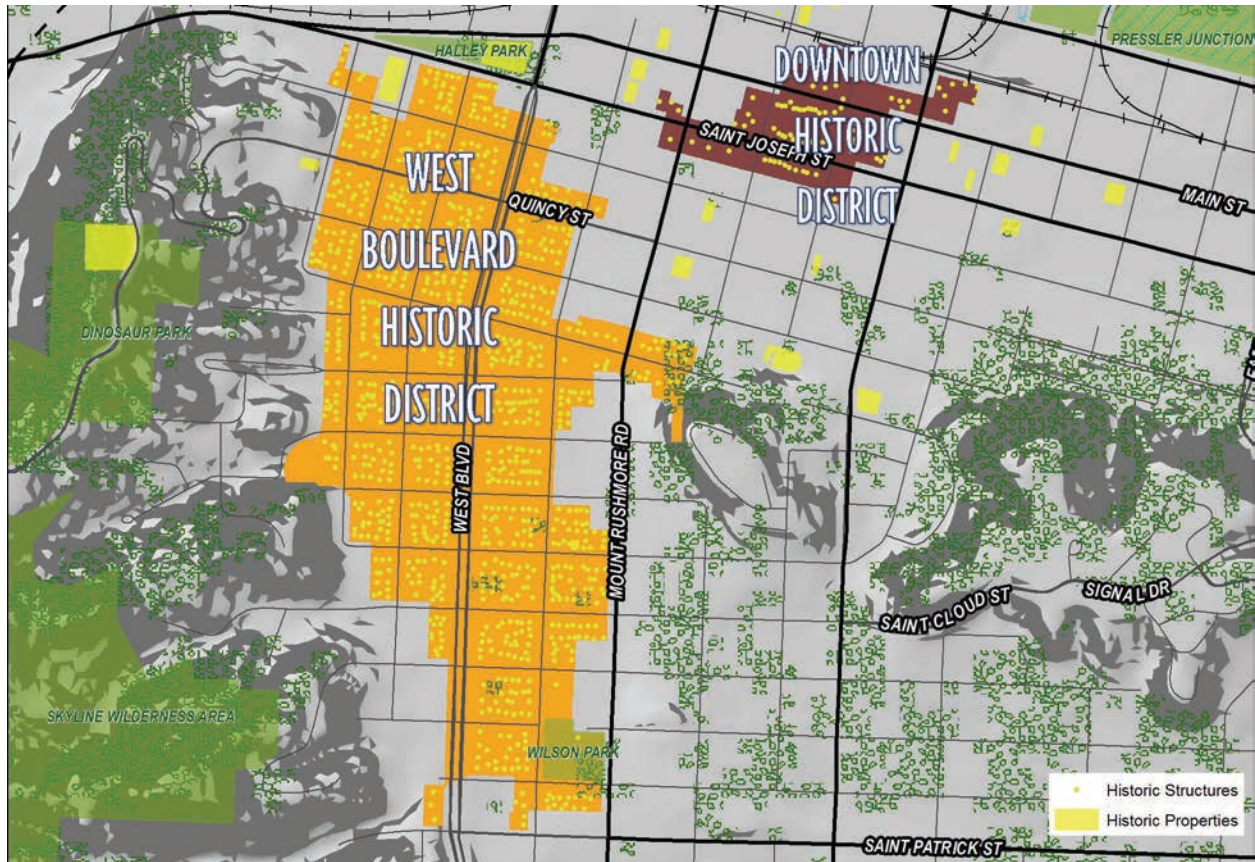 HALLEY PARK
PRESSLER JUNCTION
DOWNTOWN
HISTORIC
DISTRICT
SAINT JOSEPH ST
MAIN ST
WEST
BOULEVARD
HISTORIC
DISTRICT
QUINCY ST
DINOSAUR PARK
WEST BLVD
MOUNT RUSHMORE RD
SAINT CLOUD ST
SIGNAL DR
SKYLINE WILDERNESS AREA
WILSON PARK
Historic Structures
Historic Properties
SAINT PATRICK ST